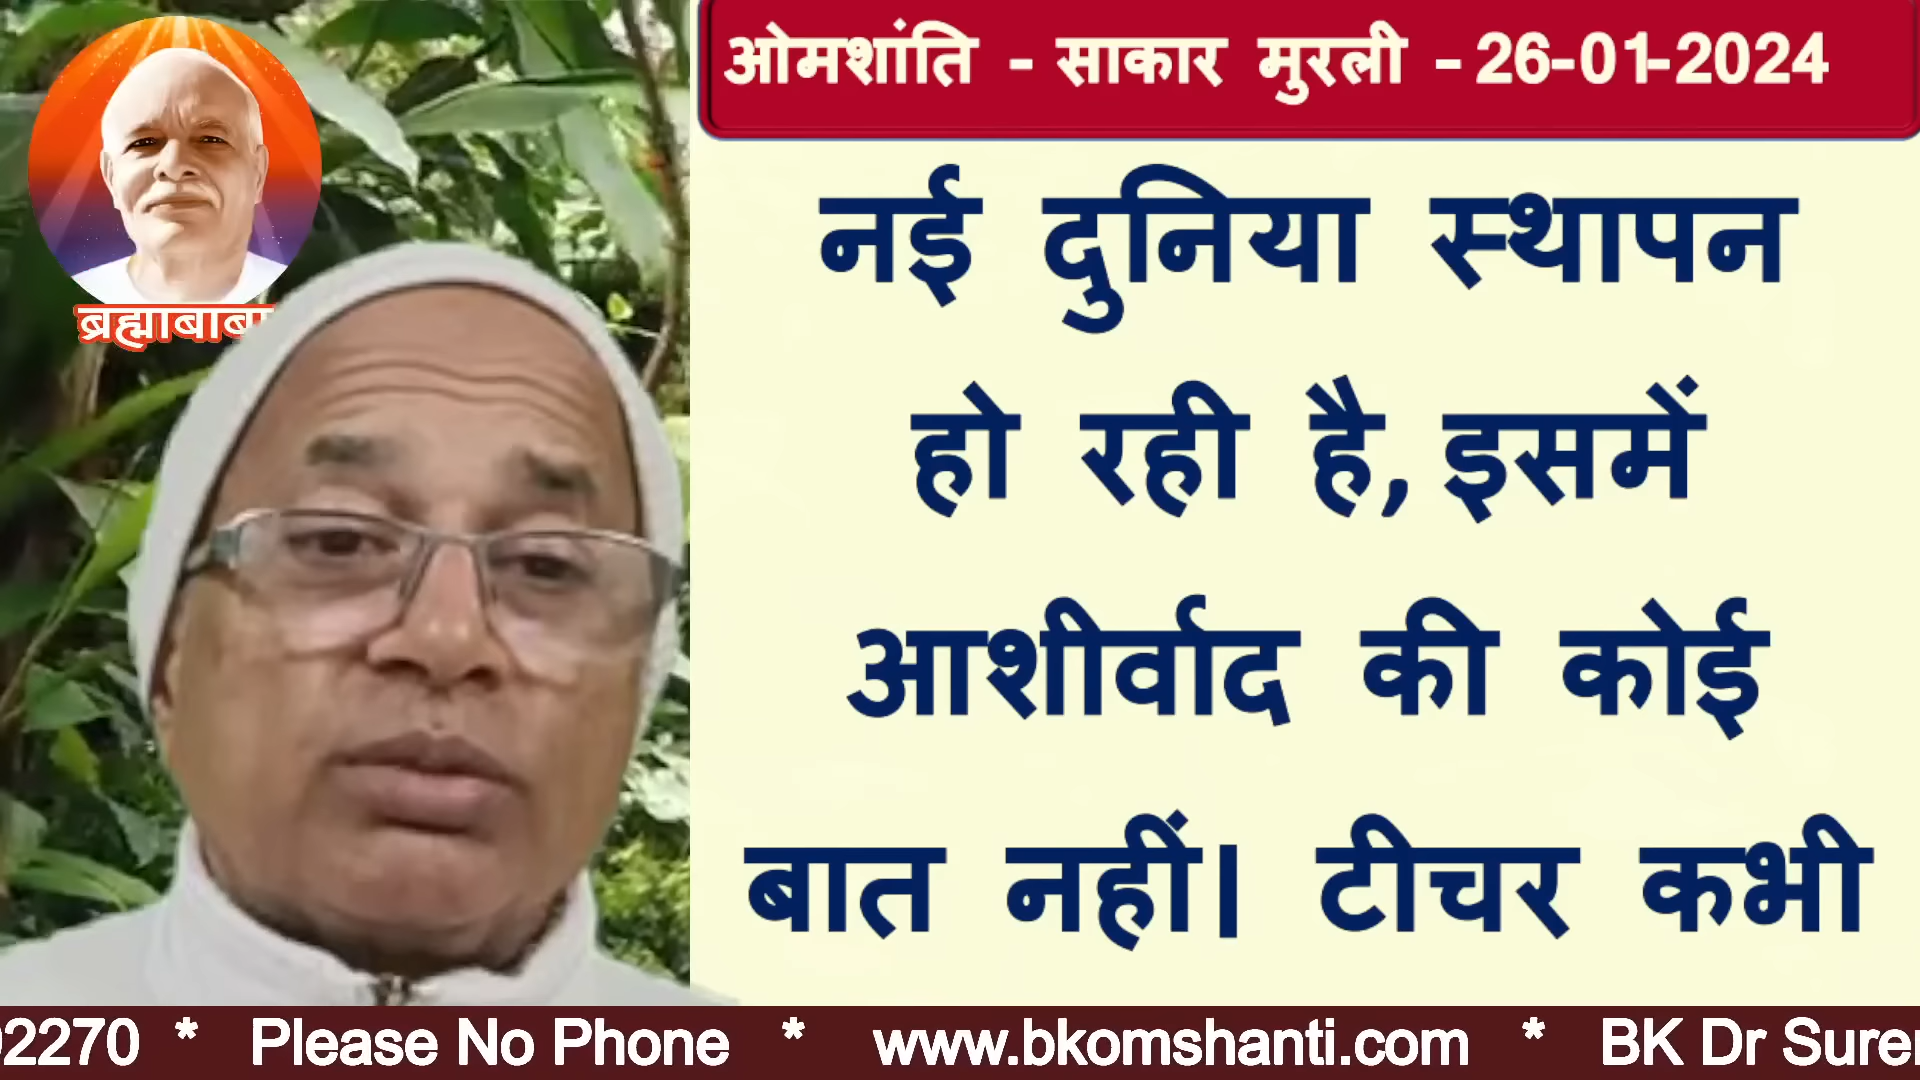 ओमशांति - साकार मुरली - 26-01-2024
ब्रह्माबाबा
नई दुनिया स्थापन
हो रही है, इसमें
आशीर्वाद की कोई
बात नहीं। टीचर कभी
2270 * Please No Phone * www.bkomshanti.com * BK Dr